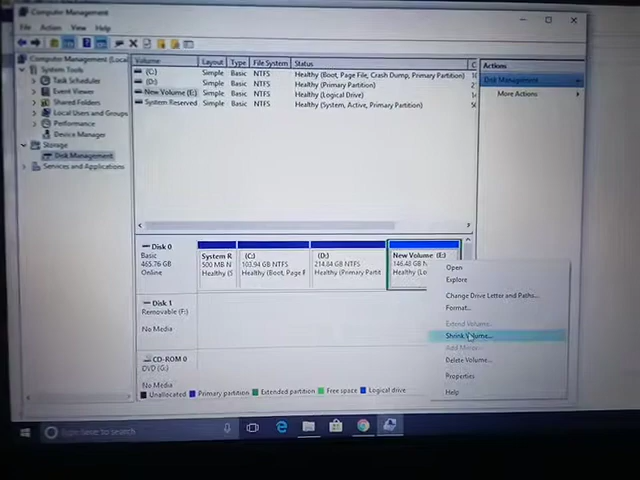 Computer Management
File Action View Help
Computer Management (Local
System Tools
Task Scheduler
Event Viewer
Shared Folders
Local Users and Groups
Performance
Device Manager
Storage
Disk Management
Services and Applications
Volume Layout Type File System Status
(C:) Simple Basic NTFS Healthy (Boot, Page File, Crash Dump, Primary Partition)
(D:) Simple Basic NTFS Healthy (Primary Partition)
New Volume (E:) Simple Basic NTFS Healthy (Logical Drive)
System Reserved Simple Basic NTFS Healthy (System, Active, Primary Partition)
Actions
Disk Management
More Actions
Disk 0
Basic
465.76 GB
Online
System R
500 MB N
Healthy (S
(C:)
103.94 GB NTFS
Healthy (Boot, Page F
(D:)
214.84 GB NTFS
Healthy (Primary Partit
New Volume (E:)
146.48 GB N
Healthy (Lo
Disk 1
Removable (F:)
No Media
CD-ROM 0
DVD (G:)
No Media
Unallocated Primary partition Extended partition Free space Logical drive
Open
Explore
Change Drive Letter and Paths...
Format...
Extend Volume...
Shrink Volume...
Add Mirror...
Delete Volume...
Properties
Help
Type here to search